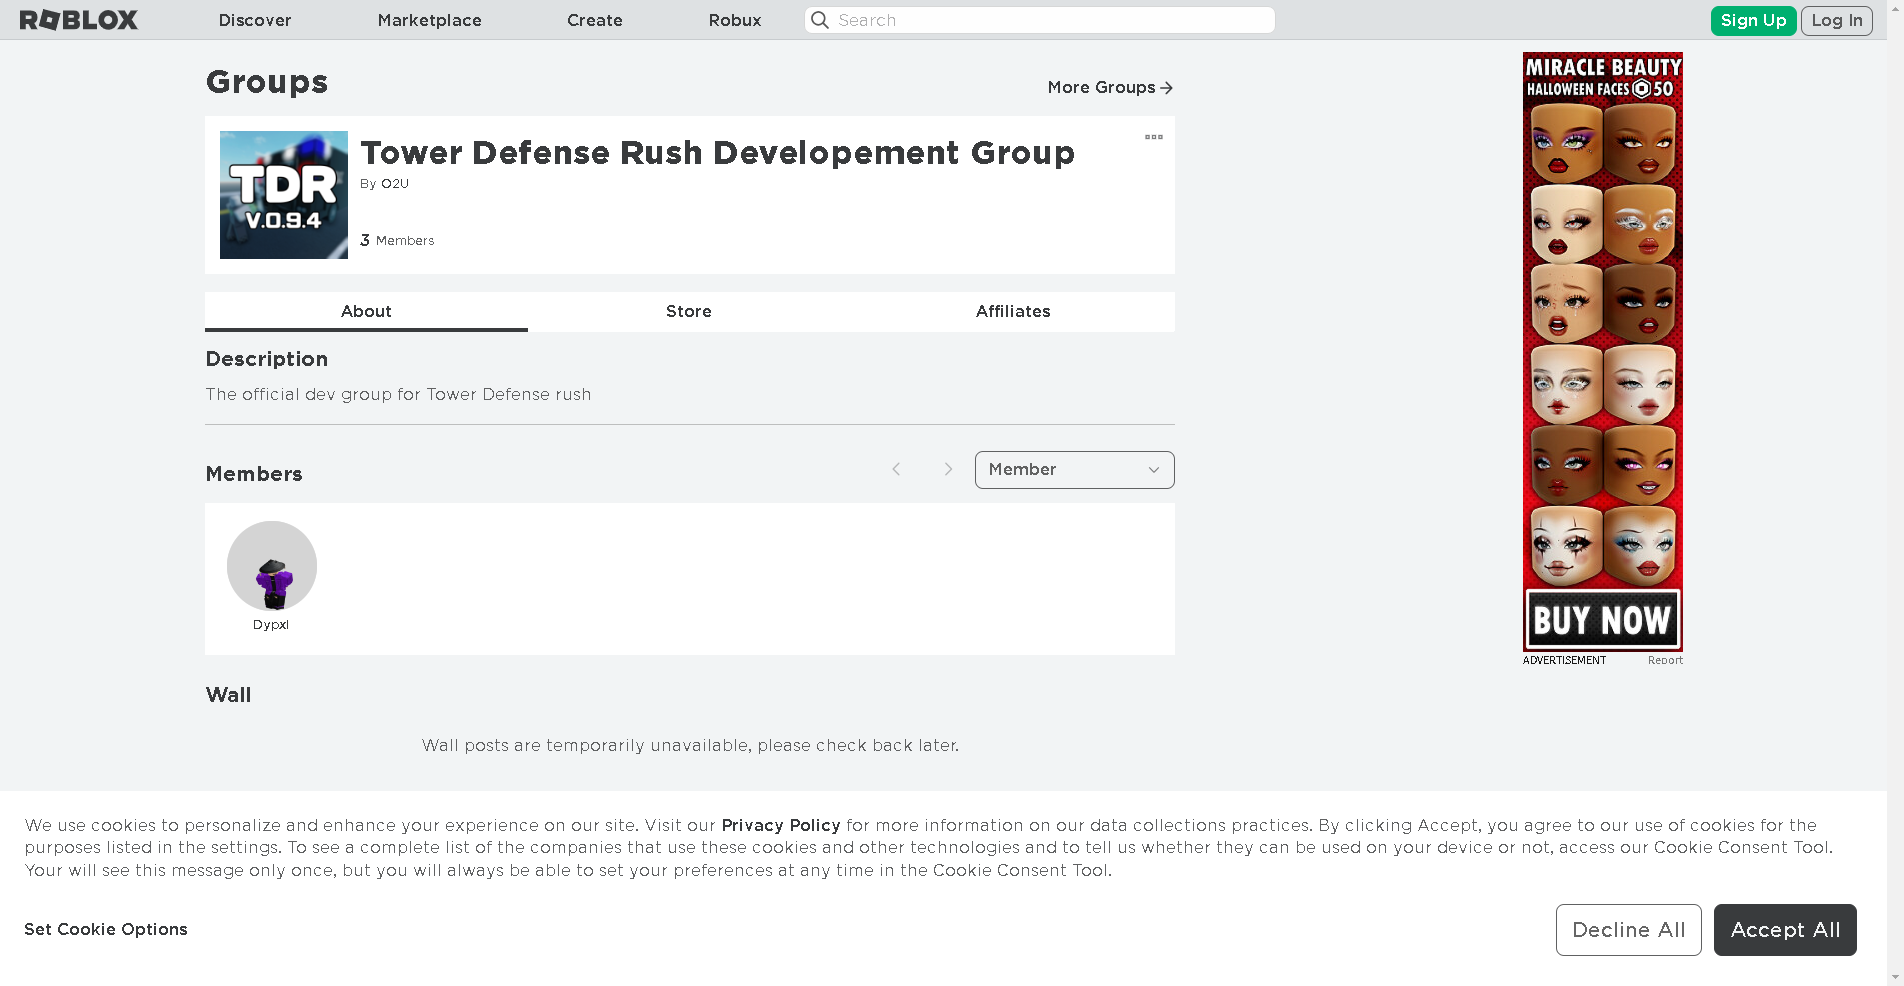 ROBLOX
Discover
Marketplace
Create
Robux
Search
Sign Up
Log In
Groups
More Groups
TDR
V.0.9.4
Tower Defense Rush Developement Group
By O2U
3 Members
About
Store
Affiliates
Description
The official dev group for Tower Defense rush
Members
Member
Dypxl
Wall
Wall posts are temporarily unavailable, please check back later.
MIRACLE BEAUTY
HALLOWEEN FACES 50
BUY NOW
ADVERTISEMENT
Report
We use cookies to personalize and enhance your experience on our site. Visit our Privacy Policy for more information on our data collections practices. By clicking Accept, you agree to our use of cookies for the
purposes listed in the settings. To see a complete list of the companies that use these cookies and other technologies and to tell us whether they can be used on your device or not, access our Cookie Consent Tool.
Your will see this message only once, but you will always be able to set your preferences at any time in the Cookie Consent Tool.
Set Cookie Options
Decline All
Accept All